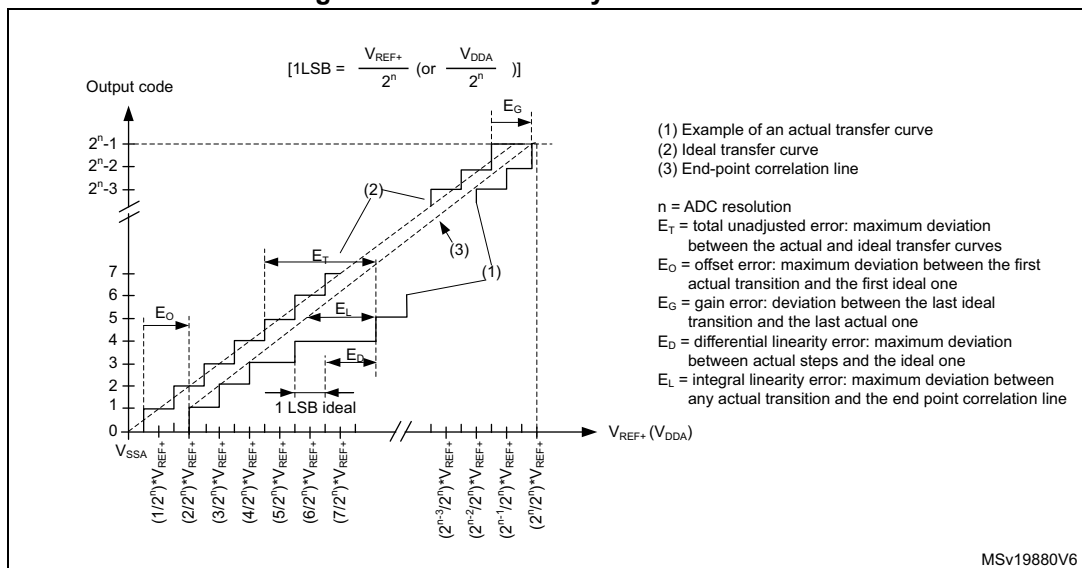 [1LSB = V_REF+ / 2^n (or V_DDA / 2^n )]
Output code
E_G
2^n-1
2^n-2
2^n-3
(2)
(3)
E_T
(1)
7
6
5
4
3
2
1
0
E_O
E_L
E_D
1 LSB ideal
V_SSA
V_REF+ (V_DDA)
(1/2^n)*V_REF+
(2/2^n)*V_REF+
(3/2^n)*V_REF+
(4/2^n)*V_REF+
(5/2^n)*V_REF+
(6/2^n)*V_REF+
(7/2^n)*V_REF+
(2^n-3/2^n)*V_REF+
(2^n-2/2^n)*V_REF+
(2^n-1/2^n)*V_REF+
(2^n/2^n)*V_REF+
(1) Example of an actual transfer curve
(2) Ideal transfer curve
(3) End-point correlation line
n = ADC resolution
E_T = total unadjusted error: maximum deviation
between the actual and ideal transfer curves
E_O = offset error: maximum deviation between the first
actual transition and the first ideal one
E_G = gain error: deviation between the last ideal
transition and the last actual one
E_D = differential linearity error: maximum deviation
between actual steps and the ideal one
E_L = integral linearity error: maximum deviation between
any actual transition and the end point correlation line
MSv19880V6